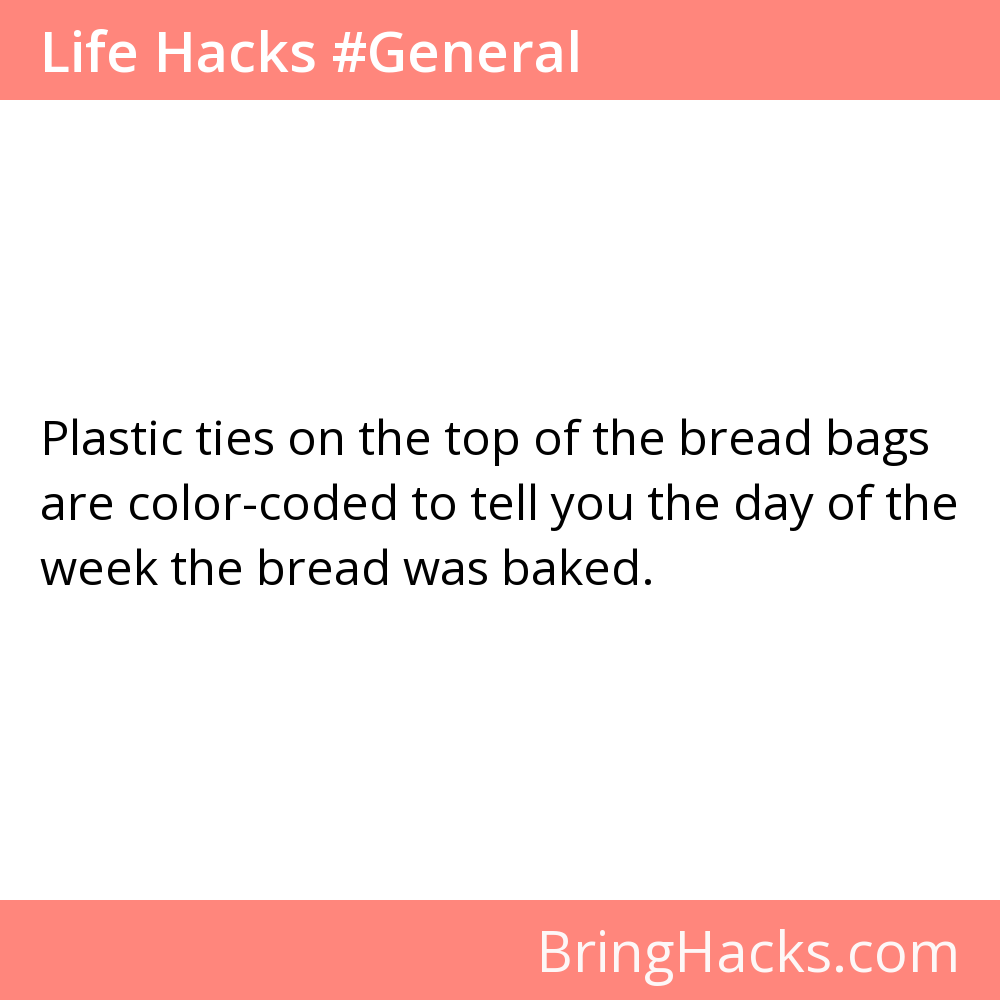 Life Hacks #General
Plastic ties on the top of the bread bags
are color-coded to tell you the day of the
week the bread was baked.
BringHacks.com